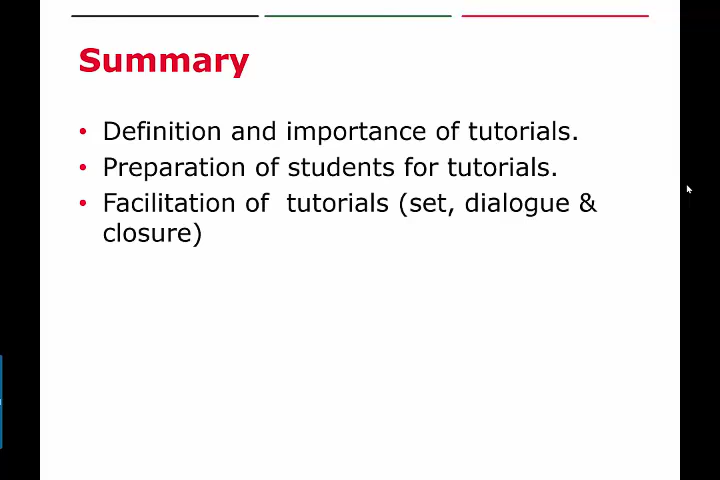 Summary
• Definition and importance of tutorials.
• Preparation of students for tutorials.
• Facilitation of  tutorials (set, dialogue &
closure)